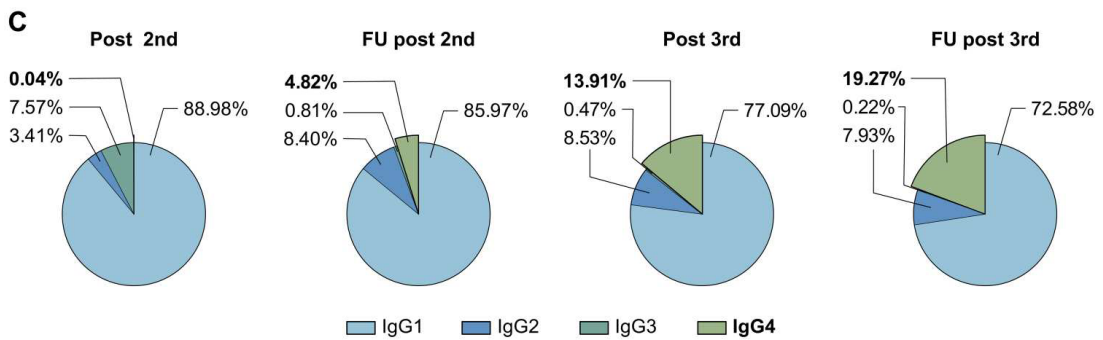 C
Post 2nd
0.04%
7.57%
3.41%
88.98%
FU post 2nd
4.82%
0.81%
8.40%
85.97%
Post 3rd
13.91%
0.47%
8.53%
77.09%
FU post 3rd
19.27%
0.22%
7.93%
72.58%
IgG1 IgG2 IgG3 IgG4